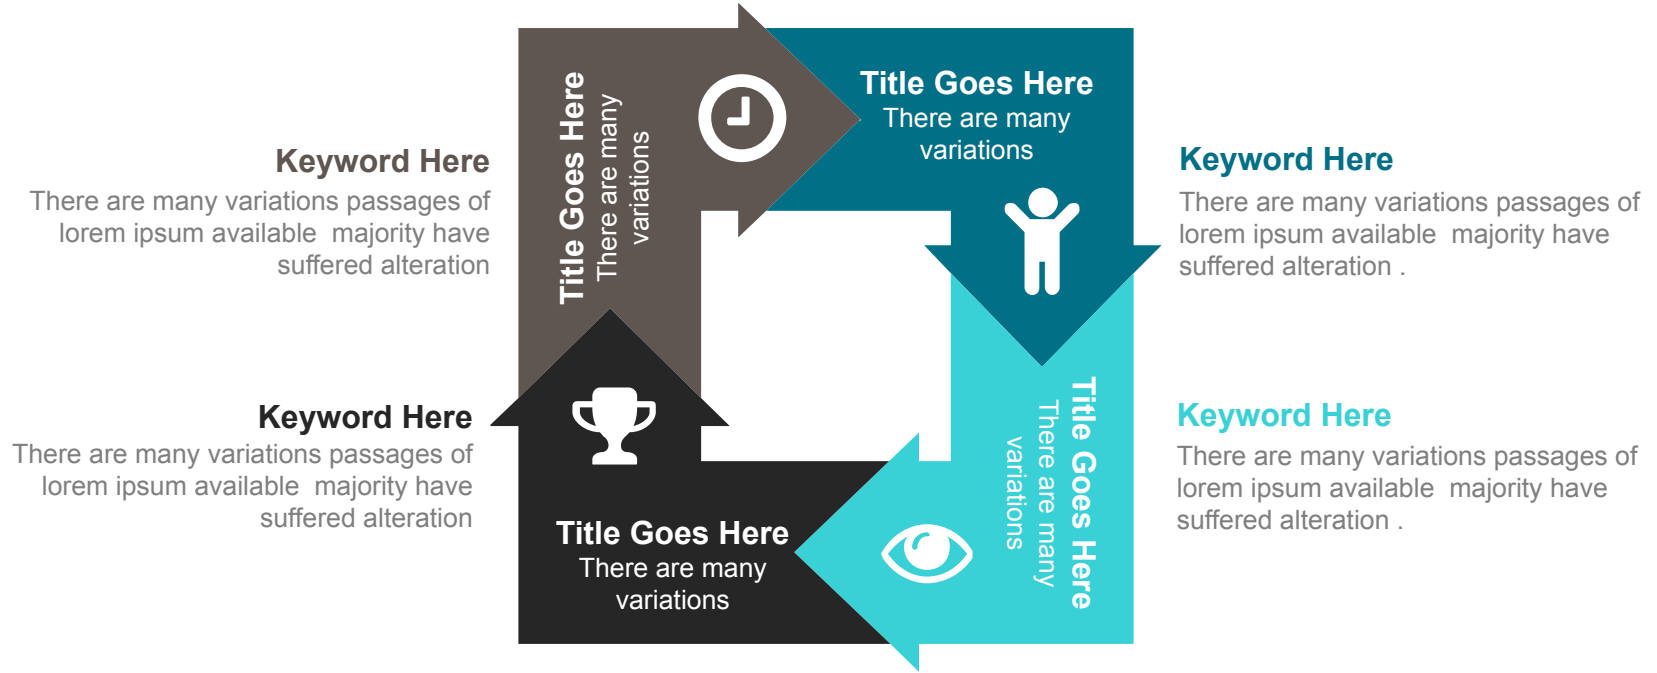 Title Goes Here
There are many
variations
Title Goes Here
There are many
variations
Keyword Here
There are many variations passages of
lorem ipsum available  majority have
suffered alteration
Keyword Here
There are many variations passages of
lorem ipsum available  majority have
suffered alteration .
Keyword Here
There are many variations passages of
lorem ipsum available  majority have
suffered alteration
Title Goes Here
There are many
variations
Title Goes Here
There are many
variations
Keyword Here
There are many variations passages of
lorem ipsum available  majority have
suffered alteration .